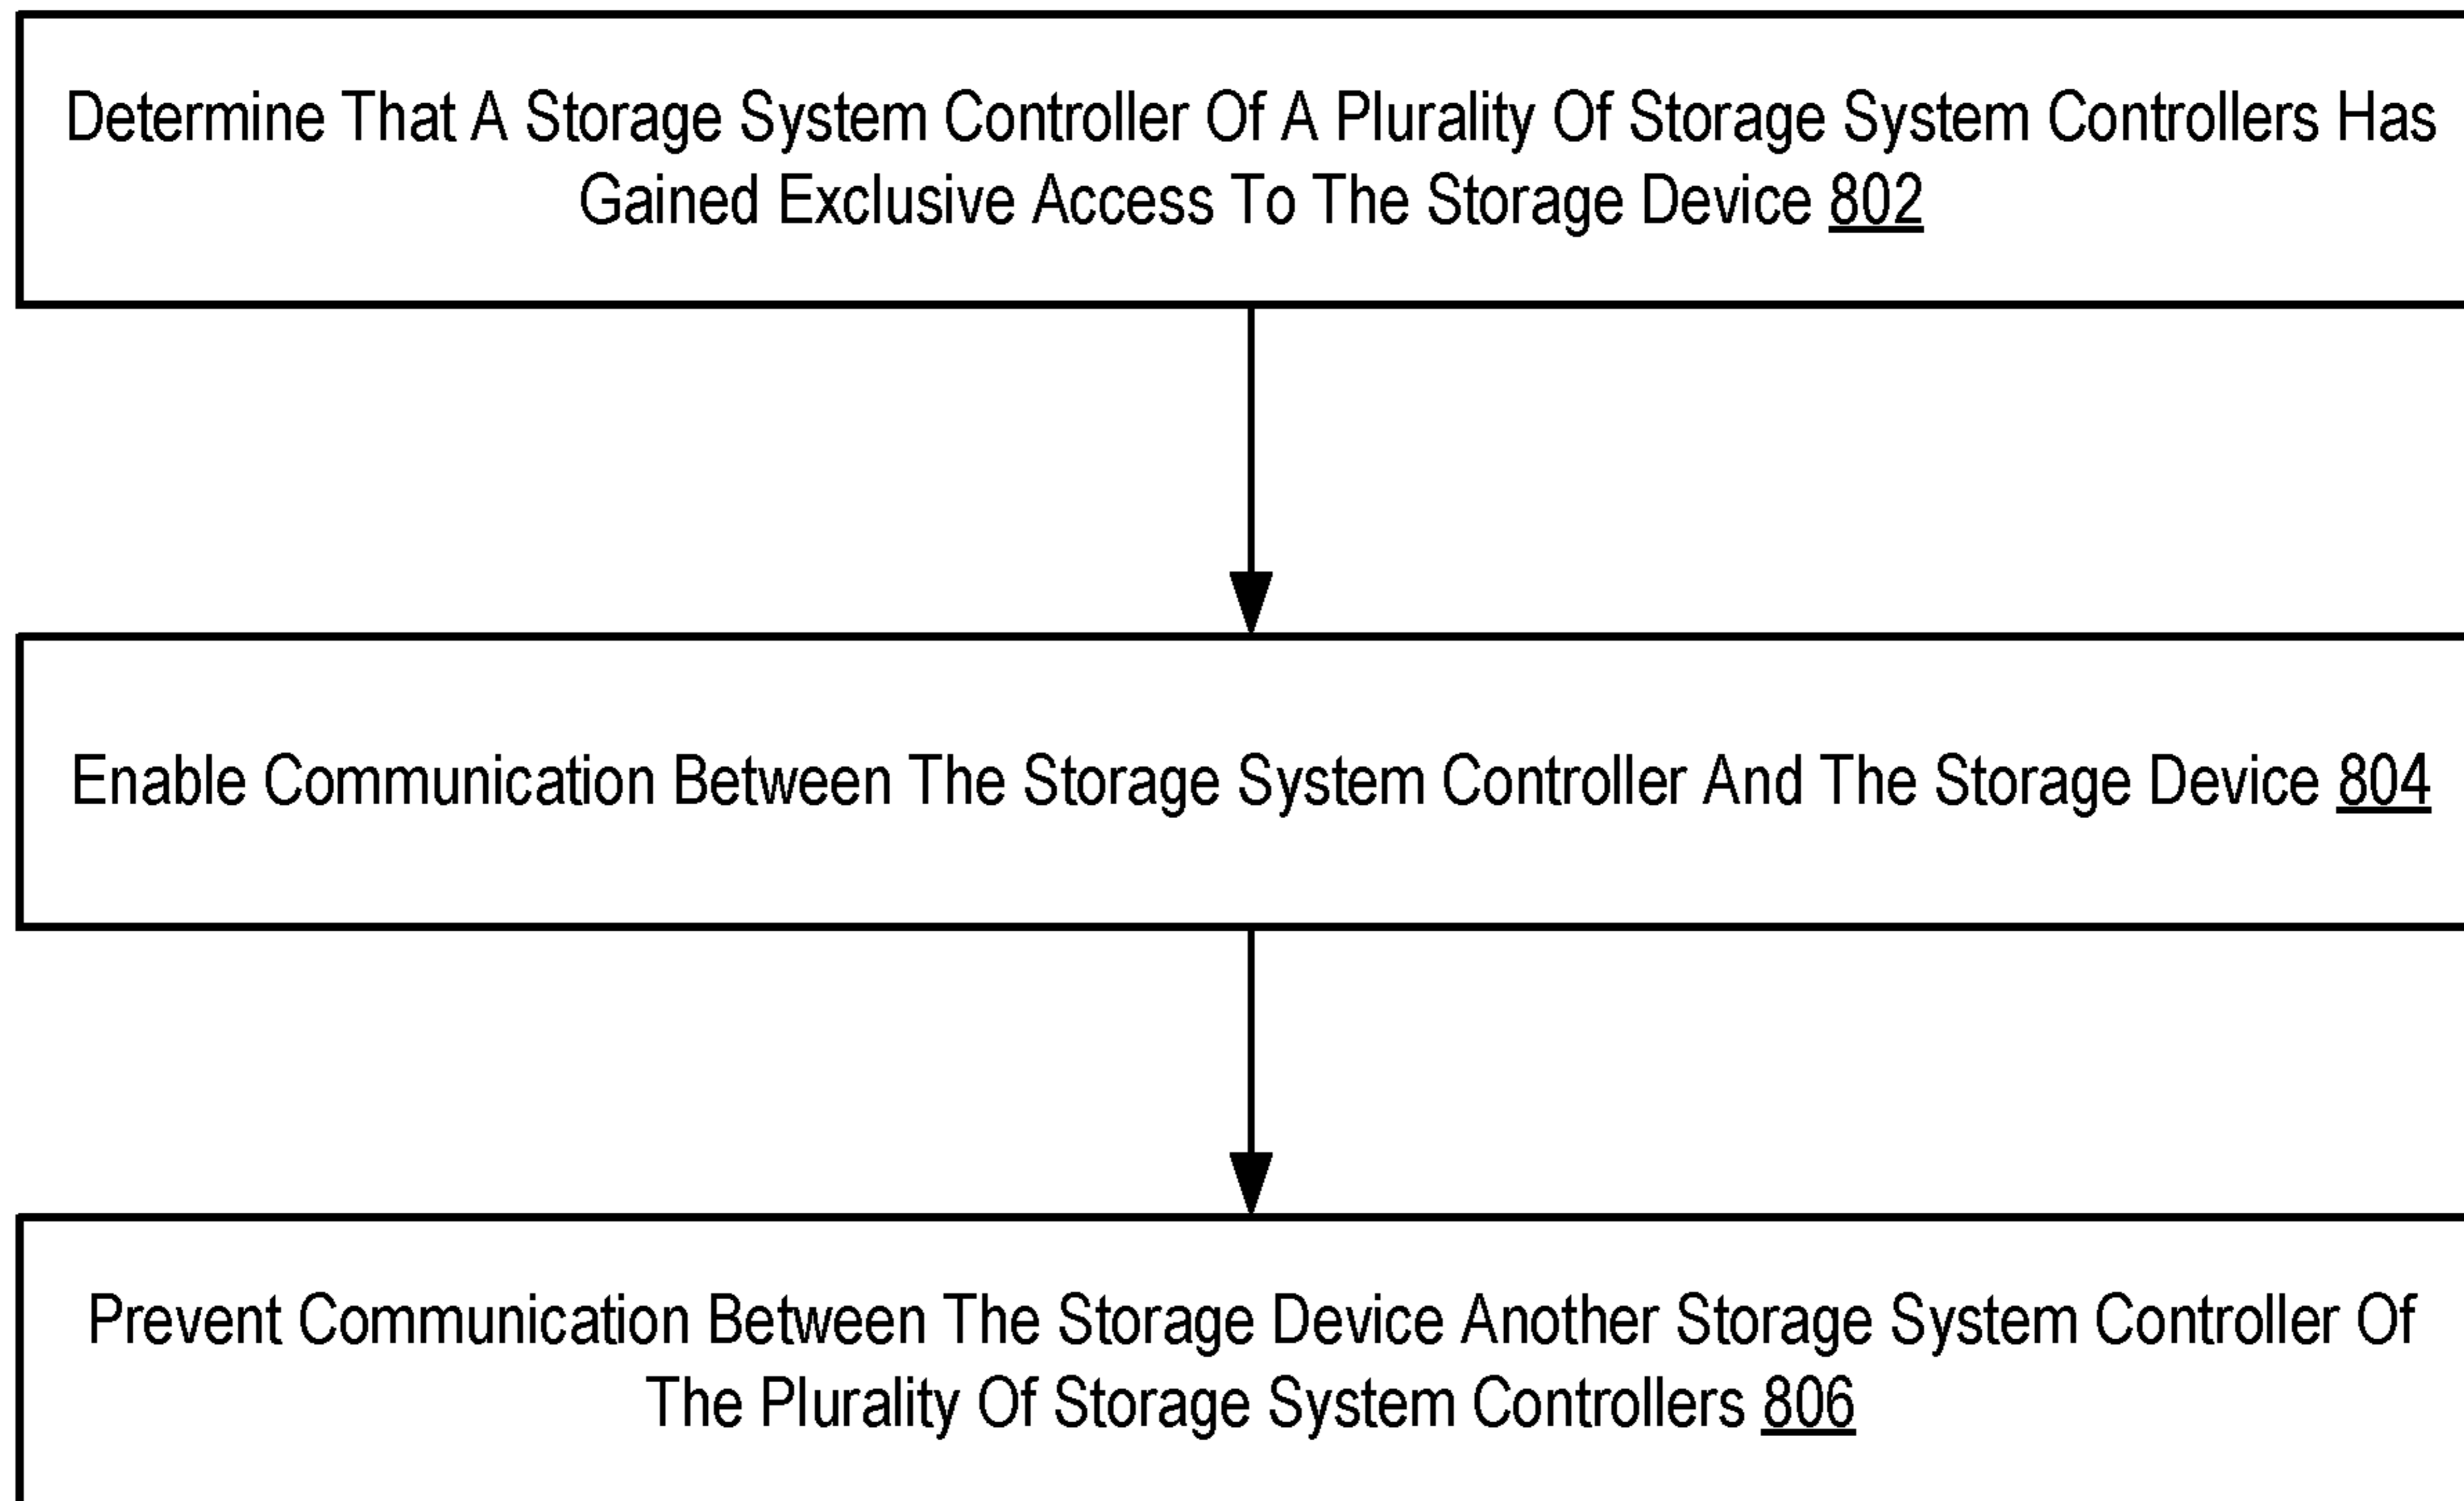 Determine That A Storage System Controller Of A Plurality Of Storage System Controllers Has
Gained Exclusive Access To The Storage Device 802
Enable Communication Between The Storage System Controller And The Storage Device 804
Prevent Communication Between The Storage Device Another Storage System Controller Of
The Plurality Of Storage System Controllers 806